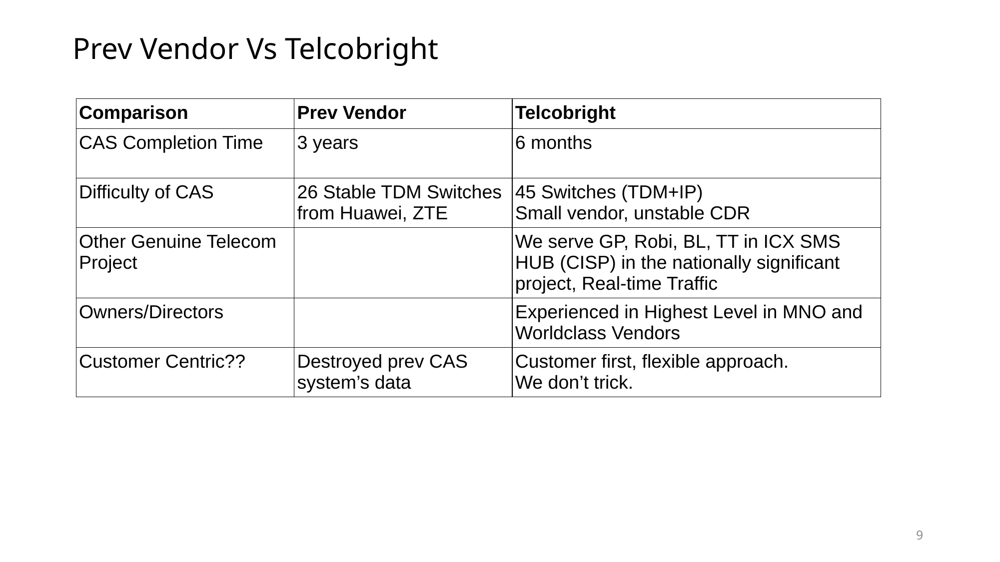 Prev Vendor Vs Telcobright
Comparison
Prev Vendor
Telcobright
CAS Completion Time
3 years
6 months
Difficulty of CAS
26 Stable TDM Switches
from Huawei, ZTE
45 Switches (TDM+IP)
Small vendor, unstable CDR
Other Genuine Telecom
Project
We serve GP, Robi, BL, TT in ICX SMS
HUB (CISP) in the nationally significant
project, Real-time Traffic
Owners/Directors
Experienced in Highest Level in MNO and
Worldclass Vendors
Customer Centric??
Destroyed prev CAS
system’s data
Customer first, flexible approach.
We don’t trick.
9